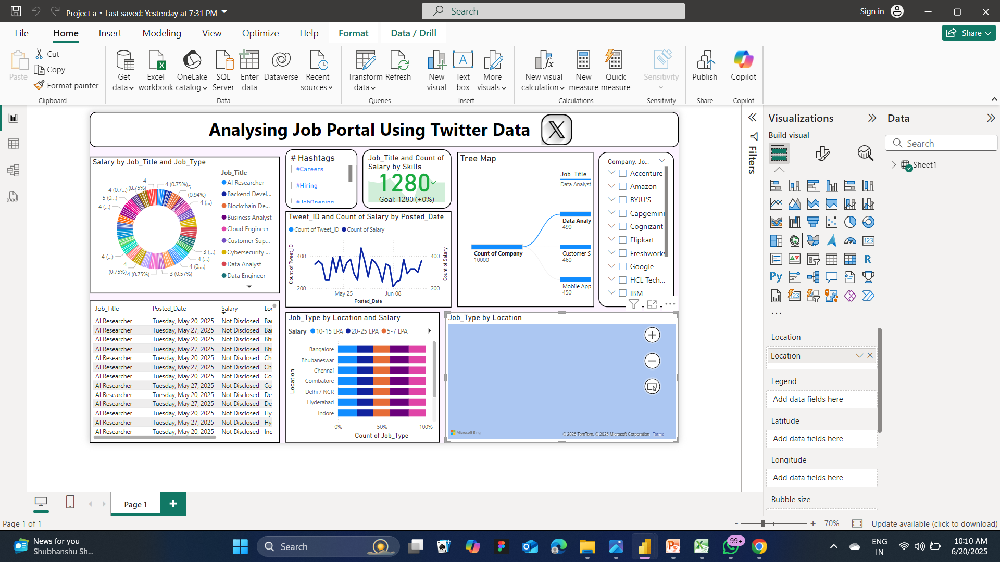 Project a • Last saved: Yesterday at 7:31 PM
Search
Sign in
File
Home
Insert
Modeling
View
Optimize
Help
Format
Data / Drill
Share
Paste
Cut
Copy
Format painter
Clipboard
Get data
Excel workbook
OneLake catalog
SQL Server
Enter data
Dataverse
Recent sources
Data
Transform data
Refresh
Queries
New visual
Text box
More visuals
Insert
New visual calculation
New measure
Quick measure
Calculations
Sensitivity
Sensitivity
Publish
Share
Copilot
Copilot
Analysing Job Portal Using Twitter Data
Salary by Job_Title and Job_Type
4
4 (0.75%)
5
(0.94%)
4 (...)
3 (...)
4 (...)
4 (0....)
3 (0.57%)
4 (0.75%)
4
(0.75%)
4 (...)
4 (...)
5 (0...)
4 (0.7...)
(0.75%)
Job_Title
AI Researcher
Backend Devel...
Blockchain De...
Business Analyst
Cloud Engineer
Customer Sup...
Cybersecurity ...
Data Analyst
Data Engineer
# Hashtags
#Careers
#Hiring
#JobOpening
Job_Title and Count of
Salary by Skills
1280
Goal: 1280 (+0%)
Tweet_ID and Count of Salary by Posted_Date
Count of Tweet_ID
Count of Salary
Count of Tweet_ID
400
200
May 25
Jun 08
Posted_Date
400
200
Count of Salary
Tree Map
Job_Title
Data Analyst
Count of Company
10000
Data Analy
490
Customer S
460
Mobile App
450
Company, Jo...
Accenture
Amazon
BYJU'S
Capgemini
Cognizant
Flipkart
Freshworks
Google
HCL Tech...
IBM
Job_Title Posted_Date Salary Loc
AI Researcher Tuesday, May 20, 2025 Not Disclosed Bar
AI Researcher Tuesday, May 27, 2025 Not Disclosed Bar
AI Researcher Tuesday, May 20, 2025 Not Disclosed Bhu
AI Researcher Tuesday, May 27, 2025 Not Disclosed Bhu
AI Researcher Tuesday, May 20, 2025 Not Disclosed Che
AI Researcher Tuesday, May 27, 2025 Not Disclosed Che
AI Researcher Tuesday, May 20, 2025 Not Disclosed Co
AI Researcher Tuesday, May 27, 2025 Not Disclosed Co
AI Researcher Tuesday, May 20, 2025 Not Disclosed De
AI Researcher Tuesday, May 27, 2025 Not Disclosed De
AI Researcher Tuesday, May 20, 2025 Not Disclosed Hy
AI Researcher Tuesday, May 27, 2025 Not Disclosed Hy
AI Researcher Tuesday, May 20, 2025 Not Disclosed Ind
Job_Type by Location and Salary
Salary 10-15 LPA 20-25 LPA 5-7 LPA
Location
Bangalore
Bhubaneswar
Chennai
Coimbatore
Delhi / NCR
Hyderabad
Indore
0% 50% 100%
Count of Job_Type
Job_Type by Location
Microsoft Bing
© 2025 TomTom, © 2025 Microsoft Corporation Terms
Filters
Visualizations
Build visual
Location
Location
Legend
Add data fields here
Latitude
Add data fields here
Longitude
Add data fields here
Bubble size
Data
Search
Sheet1
Page 1
Page 1 of 1
70%
Update available (click to download)
News for you
Shubhanshu Sh...
Search
99+
ENG
IN
10:10 AM
6/20/2025